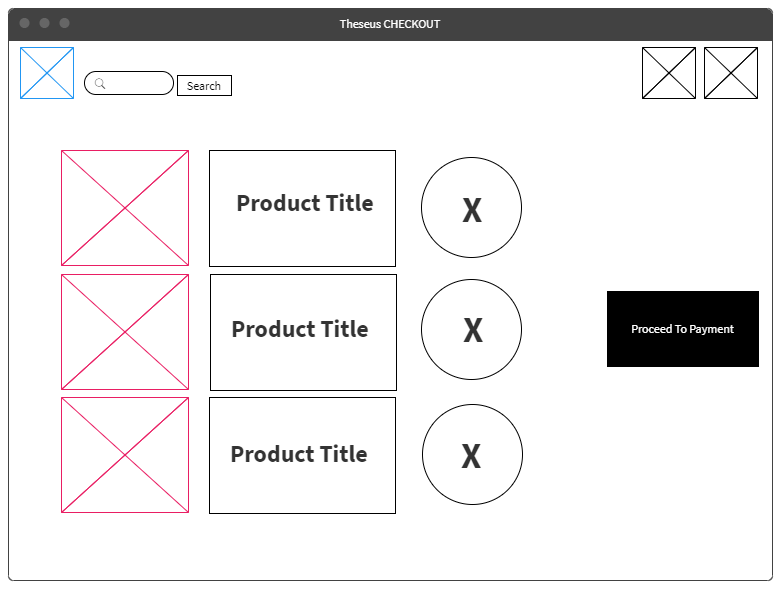 Theseus CHECKOUT
Search
Product Title
X
Product Title
X
Proceed To Payment
Product Title
X